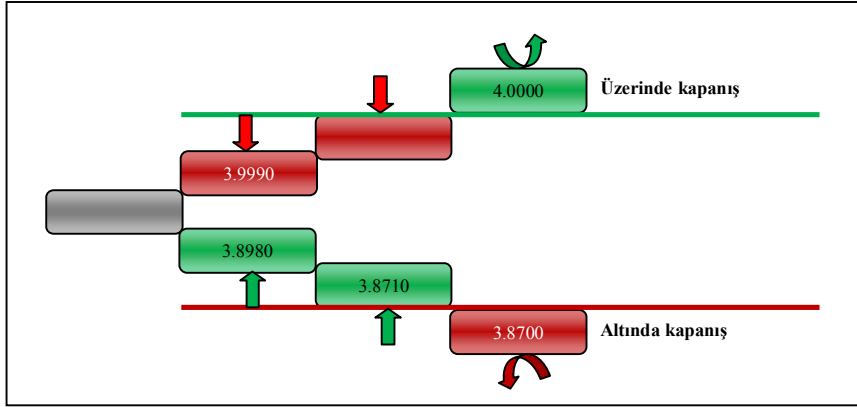 4.0000 Üzerinde kapanış
3.9990
3.8980
3.8710
3.8700 Altında kapanış